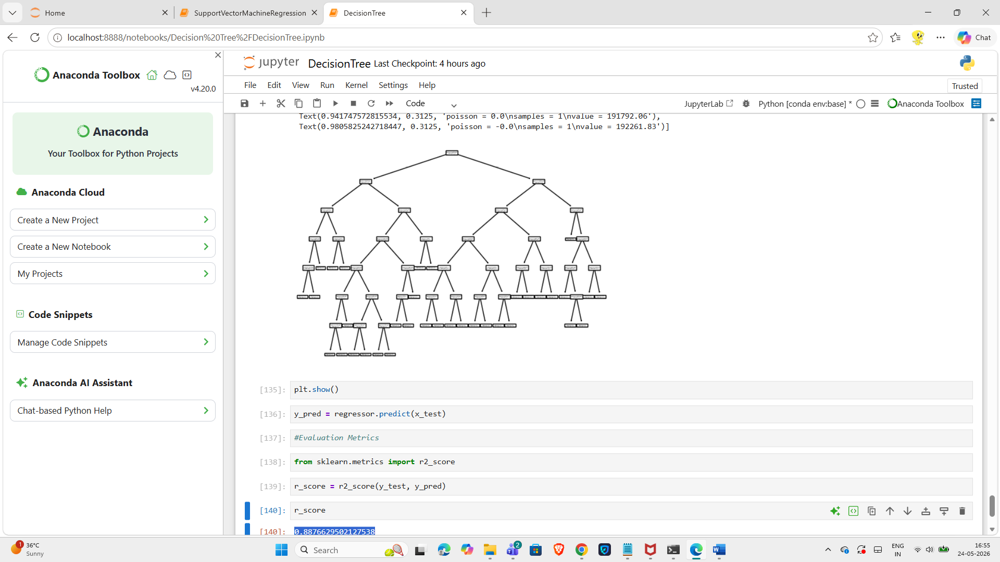 Home
SupportVectorMachineRegression
DecisionTree
localhost:8888/notebooks/Decision%20Tree%2FDecisionTree.ipynb
Chat
Anaconda Toolbox
v4.20.0
Anaconda
Your Toolbox for Python Projects
Anaconda Cloud
Create a New Project
Create a New Notebook
My Projects
Code Snippets
Manage Code Snippets
Anaconda AI Assistant
Chat-based Python Help
jupyter DecisionTree Last Checkpoint: 4 hours ago
File Edit View Run Kernel Settings Help
Trusted
Code
JupyterLab
Python [conda env:base] *
Anaconda Toolbox
Text(0.941747572815534, 0.3125, 'poisson = 0.0\nsamples = 1\nvalue = 191792.06'),
Text(0.9805825242718447, 0.3125, 'poisson = -0.0\nsamples = 1\nvalue = 192261.83')]
[135]: plt.show()
[136]: y_pred = regressor.predict(x_test)
[137]: #Evaluation Metrics
[138]: from sklearn.metrics import r2_score
[139]: r_score = r2_score(y_test, y_pred)
[140]: r_score
[140]: 0.8876629502127538
1
36°C
Sunny
Search
2
ENG
IN
16:55
24-05-2026